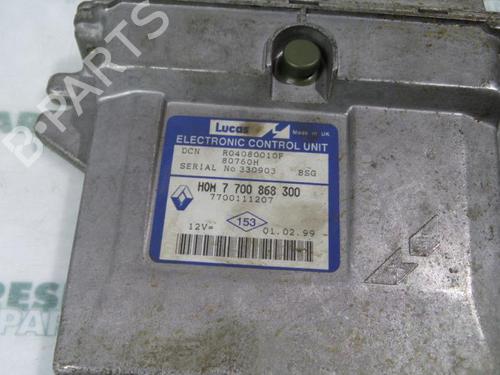 B-PARTS
Lucas
Made in UK
ELECTRONIC CONTROL UNIT
DCN R04080010F
80760H
SERIAL No 330903 BSG
HOM 7 700 868 300
7700111207
153
12V= 01.02.99